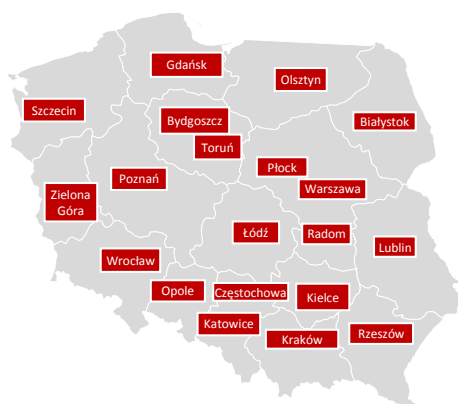 Gdańsk
Olsztyn
Szczecin
Bydgoszcz
Białystok
Toruń
Płock
Poznań
Warszawa
Zielona
Góra
Łódź
Radom
Lublin
Wrocław
Opole
Częstochowa
Kielce
Katowice
Kraków
Rzeszów